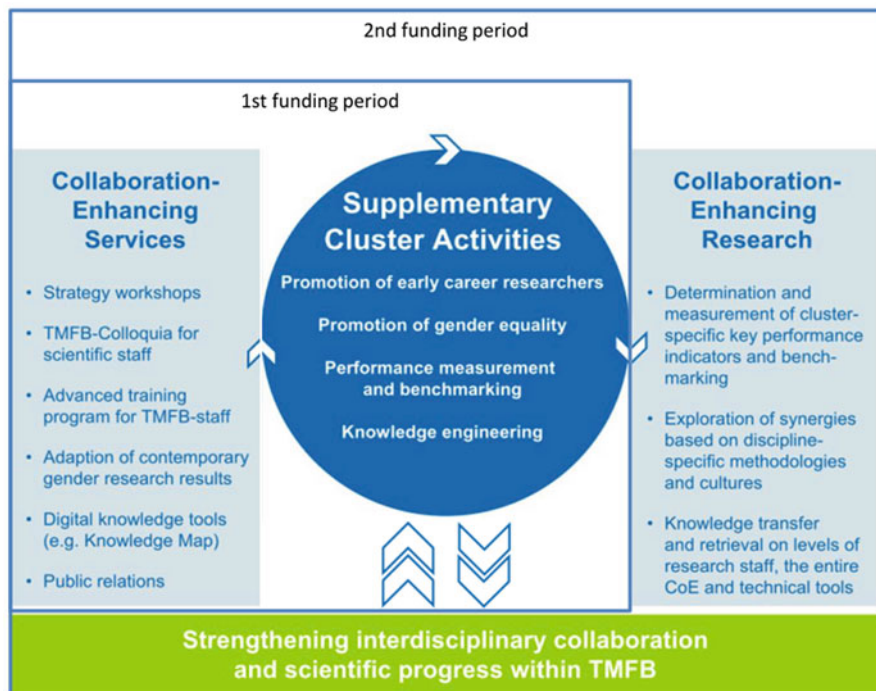 2nd funding period
1st funding period
Collaboration-
Enhancing
Services
• Strategy workshops
• TMFB-Colloquia for
scientific staff
• Advanced training
program for TMFB-staff
• Adaption of contemporary
gender research results
• Digital knowledge tools
(e.g. Knowledge Map)
• Public relations
Supplementary
Cluster Activities
Promotion of early career researchers
Promotion of gender equality
Performance measurement
and benchmarking
Knowledge engineering
Collaboration-
Enhancing
Research
• Determination and
measurement of cluster-
specific key performance
indicators and bench-
marking
• Exploration of synergies
based on discipline-
specific methodologies
and cultures
• Knowledge transfer
and retrieval on levels of
research staff, the entire
CoE and technical tools
Strengthening interdisciplinary collaboration
and scientific progress within TMFB